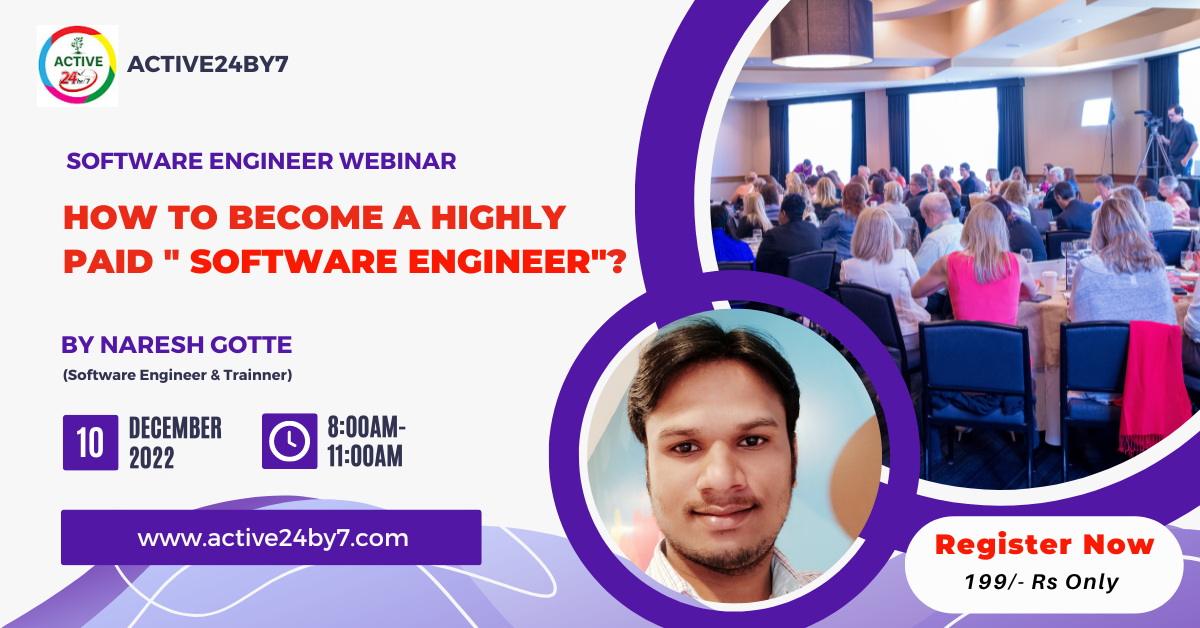 ACTIVE
24by7
ACTIVE24BY7
SOFTWARE ENGINEER WEBINAR
HOW TO BECOME A HIGHLY
PAID " SOFTWARE ENGINEER"?
BY NARESH GOTTE
(Software Engineer & Trainner)
10
DECEMBER
2022
8:00AM-
11:00AM
www.active24by7.com
Register Now
199/- Rs Only